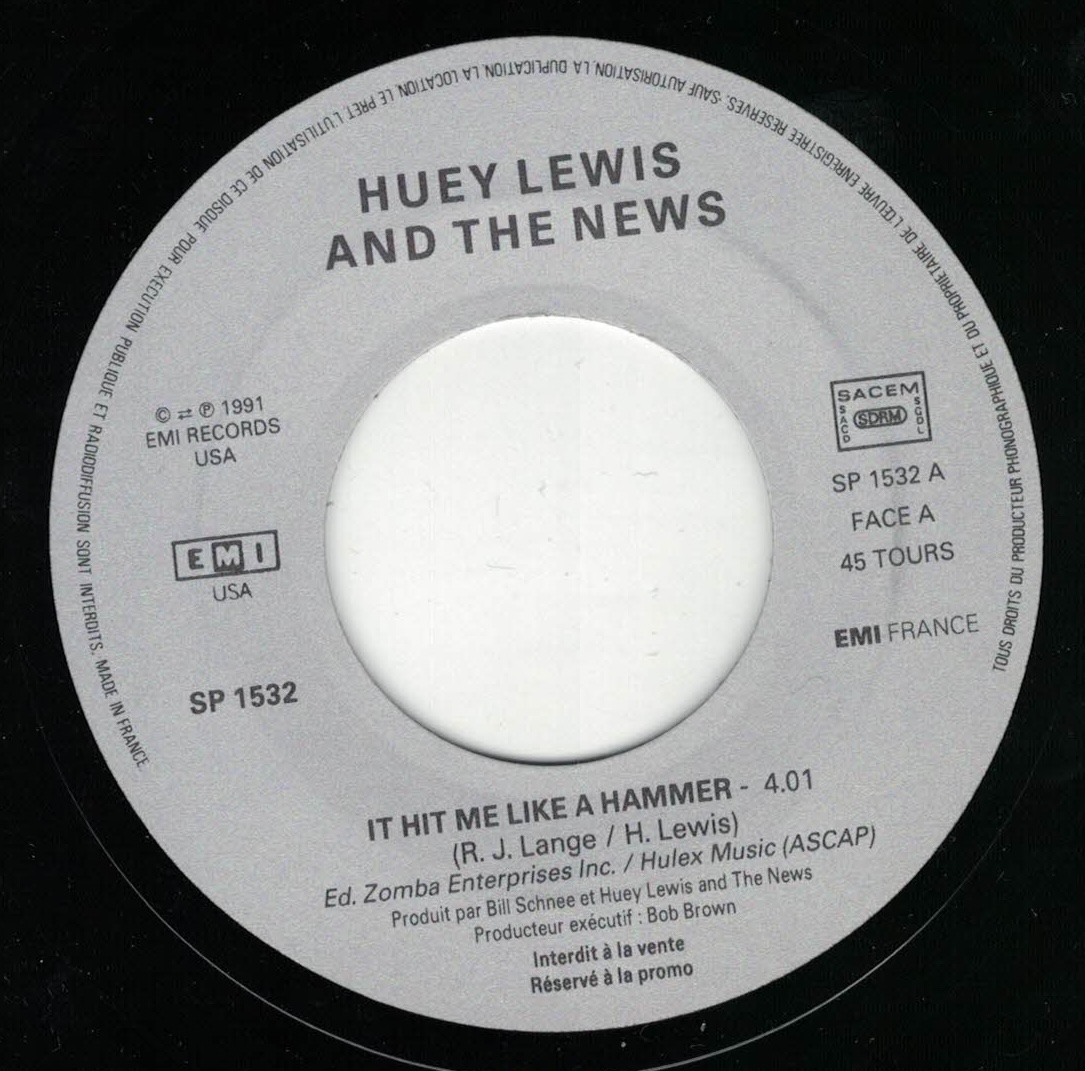 HUEY LEWIS
AND THE NEWS
© ⇄ ℗ 1991
EMI RECORDS
USA
EMI
USA
SP 1532
SACEM
SACD
SDRM
SGDL
SP 1532 A
FACE A
45 TOURS
EMI FRANCE
IT HIT ME LIKE A HAMMER - 4.01
(R. J. Lange / H. Lewis)
Ed. Zomba Enterprises Inc. / Hulex Music (ASCAP)
Produit par Bill Schnee et Huey Lewis and The News
Producteur exécutif : Bob Brown
Interdit à la vente
Réservé à la promo
TOUS DROITS DU PRODUCTEUR PHONOGRAPHIQUE ET DU PROPRIETAIRE DE L'ŒUVRE ENREGISTREE RESERVES. SAUF AUTORISATION, LA DUPLICATION, LA LOCATION, LE PRET, L'UTILISATION DE CE DISQUE POUR EXECUTION PUBLIQUE ET RADIODIFFUSION SONT INTERDITS. MADE IN FRANCE.